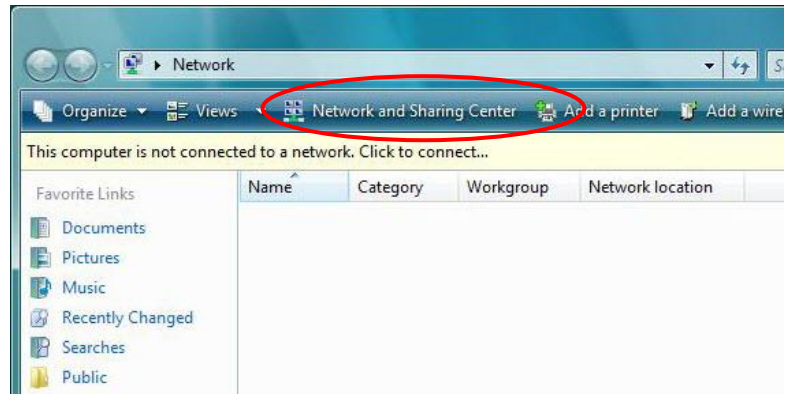 Network
Organize Views Network and Sharing Center Add a printer Add a wire
This computer is not connected to a network. Click to connect...
Favorite Links Name Category Workgroup Network location
Documents
Pictures
Music
Recently Changed
Searches
Public